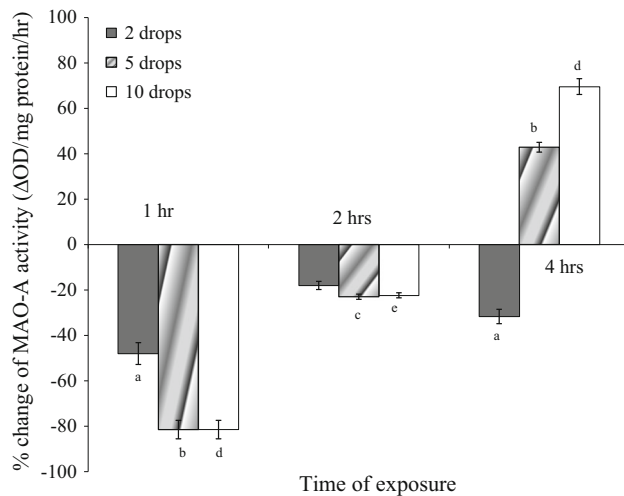 % change of MAO-A activity (ΔOD/mg protein/hr)
100
80
60
40
20
0
-20
-40
-60
-80
-100
2 drops
5 drops
10 drops
1 hr
2 hrs
4 hrs
a
b
d
c
e
a
b
d
Time of exposure